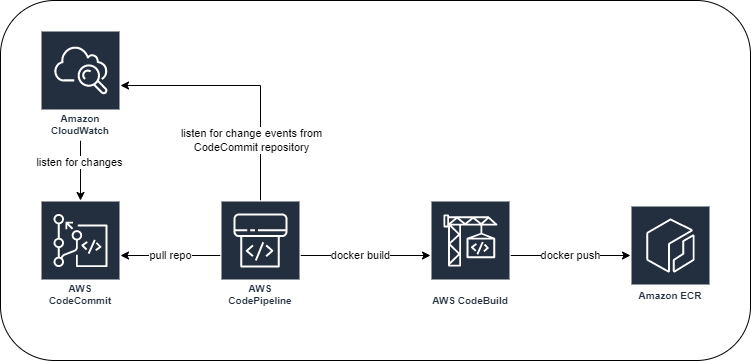 Amazon
CloudWatch
listen for changes
listen for change events from
CodeCommit repository
AWS
CodeCommit
pull repo
AWS
CodePipeline
docker build
AWS CodeBuild
docker push
Amazon ECR